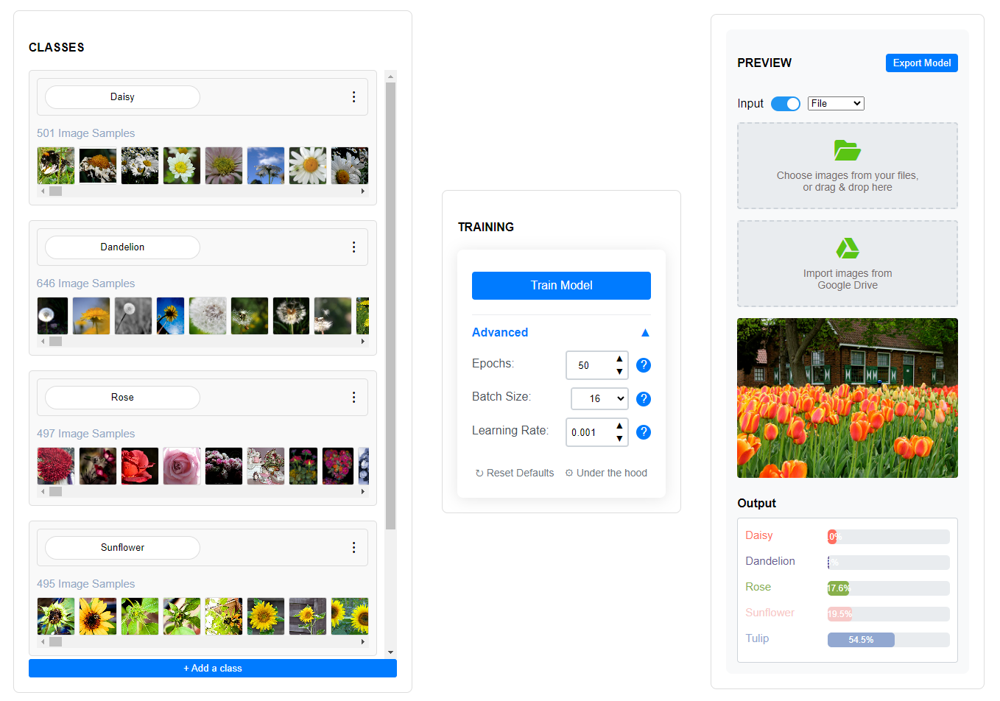 CLASSES
Daisy
501 Image Samples
Dandelion
646 Image Samples
Rose
497 Image Samples
Sunflower
495 Image Samples
+ Add a class
TRAINING
Train Model
Advanced
Epochs:
50
?
Batch Size:
16
?
Learning Rate:
0.001
?
Reset Defaults
Under the hood
PREVIEW
Export Model
Input
File
Choose images from your files,
or drag & drop here
Import images from
Google Drive
Output
Daisy
.0%
Dandelion
%
Rose
17.6%
Sunflower
19.5%
Tulip
54.5%